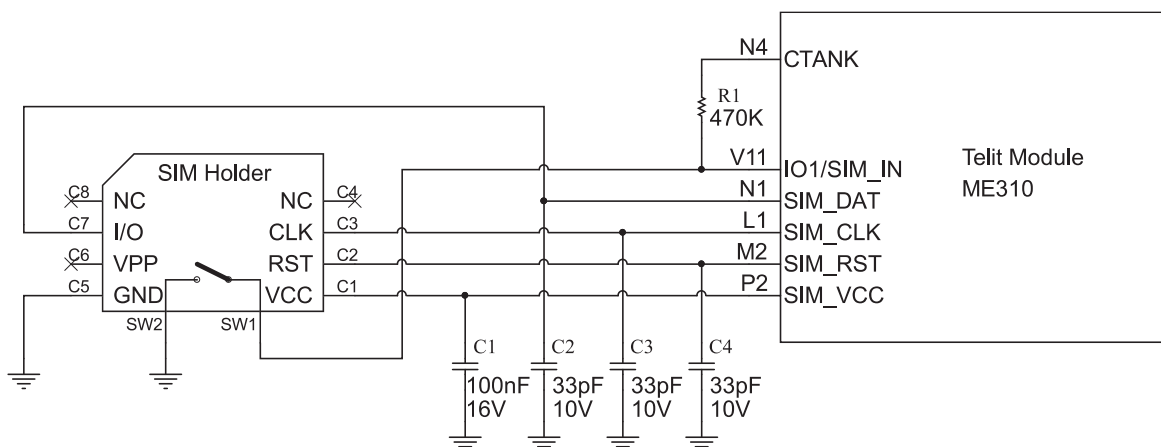 N4
CTANK
R1
470K
V11
IO1/SIM_IN
Telit Module
ME310
SIM Holder
C8
NC
NC
C4
N1
SIM_DAT
C7
I/O
CLK
C3
L1
SIM_CLK
C6
VPP
RST
C2
M2
SIM_RST
C5
GND
VCC
C1
P2
SIM_VCC
SW2
SW1
C1
100nF
16V
C2
33pF
10V
C3
33pF
10V
C4
33pF
10V